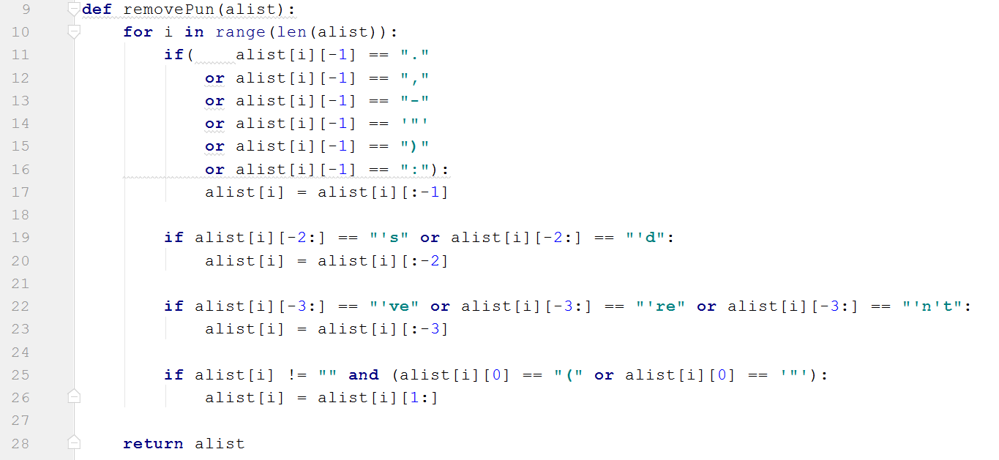 9 def removePun(alist):
10     for i in range(len(alist)):
11         if(    alist[i][-1] == "."
12             or alist[i][-1] == ","
13             or alist[i][-1] == "-"
14             or alist[i][-1] == '"'
15             or alist[i][-1] == ")"
16             or alist[i][-1] == ":"):
17             alist[i] = alist[i][:-1]
18
19         if alist[i][-2:] == "'s" or alist[i][-2:] == "'d":
20             alist[i] = alist[i][:-2]
21
22         if alist[i][-3:] == "'ve" or alist[i][-3:] == "'re" or alist[i][-3:] == "'n't":
23             alist[i] = alist[i][:-3]
24
25         if alist[i] != "" and (alist[i][0] == "(" or alist[i][0] == '"'):
26             alist[i] = alist[i][1:]
27
28     return alist